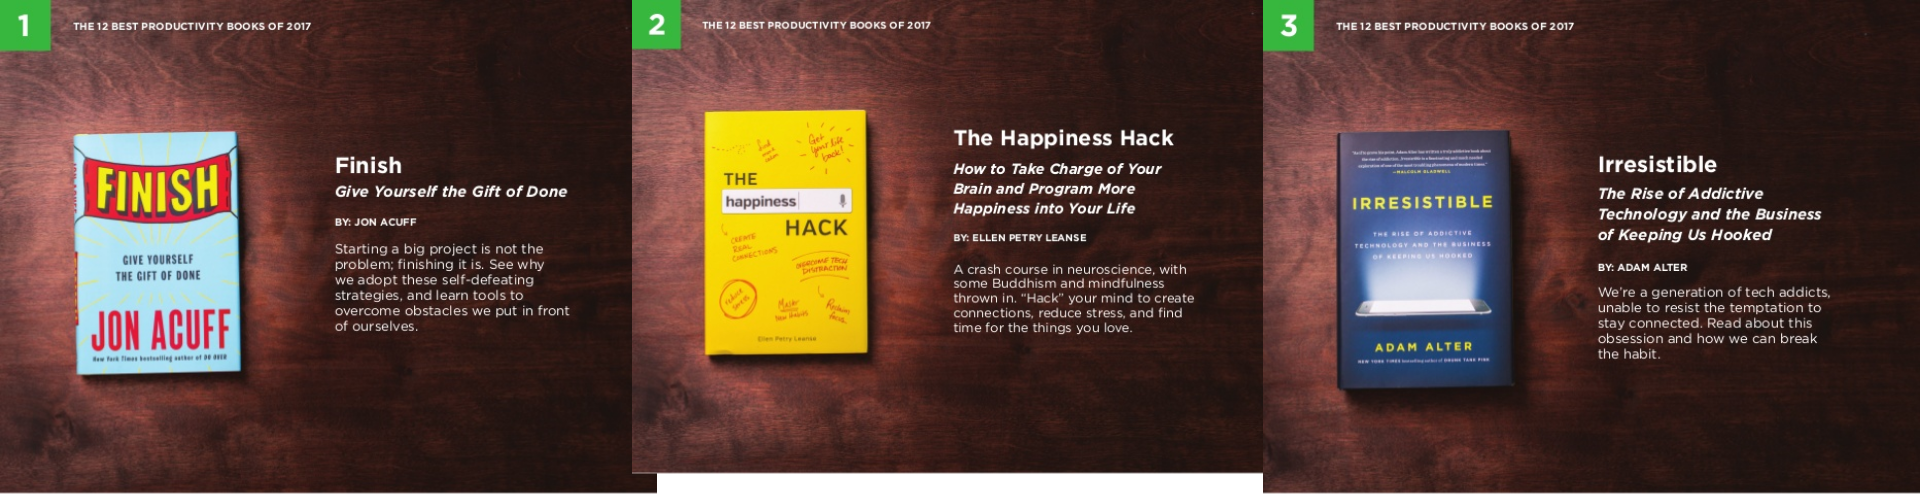 1
THE 12 BEST PRODUCTIVITY BOOKS OF 2017
FINISH
GIVE YOURSELF
THE GIFT OF DONE
JON ACUFF
New York Times bestselling author of DO OVER
Finish
Give Yourself the Gift of Done
BY: JON ACUFF
Starting a big project is not the
problem; finishing it is. See why
we adopt these self-defeating
strategies, and learn tools to
overcome obstacles we put in front
of ourselves.
2
THE 12 BEST PRODUCTIVITY BOOKS OF 2017
Get
your life
back!
THE
happiness
HACK
CREATE
REAL
CONNECTIONS
OVERCOME TECH
DISTRACTION
REDUCE
STRESS
Master
New Habits
Ellen Petry Leanse
The Happiness Hack
How to Take Charge of Your
Brain and Program More
Happiness into Your Life
BY: ELLEN PETRY LEANSE
A crash course in neuroscience, with
some Buddhism and mindfulness
thrown in. “Hack” your mind to create
connections, reduce stress, and find
time for the things you love.
3
THE 12 BEST PRODUCTIVITY BOOKS OF 2017
—MALCOLM GLADWELL
IRRESISTIBLE
THE RISE OF ADDICTIVE
TECHNOLOGY AND THE BUSINESS
OF KEEPING US HOOKED
ADAM ALTER
NEW YORK TIMES bestselling author of DRUNK TANK PINK
Irresistible
The Rise of Addictive
Technology and the Business
of Keeping Us Hooked
BY: ADAM ALTER
We’re a generation of tech addicts,
unable to resist the temptation to
stay connected. Read about this
obsession and how we can break
the habit.